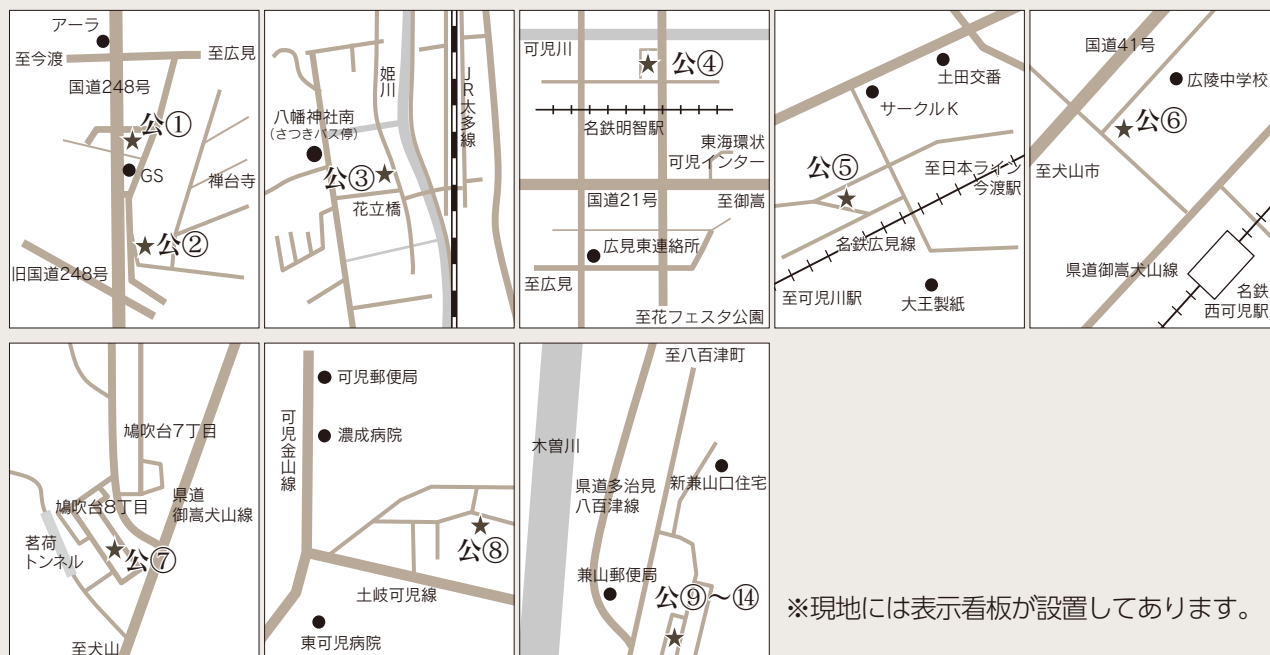 アーラ
至今渡
至広見
国道248号
公①
GS
禅台寺
公②
旧国道248号
姫川
JR太多線
八幡神社南
(さつきバス停)
公③
花立橋
可児川
公④
名鉄明智駅
東海環状
可児インター
国道21号
至御嵩
広見東連絡所
至広見
至花フェスタ公園
土田交番
サークルK
公⑤
至日本ライン
今渡駅
名鉄広見線
至可児川駅
大王製紙
国道41号
広陵中学校
公⑥
至犬山市
県道御嵩犬山線
名鉄
西可児駅
鳩吹台7丁目
鳩吹台8丁目
県道
御嵩犬山線
茗荷
トンネル
公⑦
至犬山
可児郵便局
可児金山線
濃成病院
公⑧
土岐可児線
東可児病院
至八百津町
木曽川
県道多治見
八百津線
新兼山口住宅
兼山郵便局
公⑨~⑭
※現地には表示看板が設置してあります。